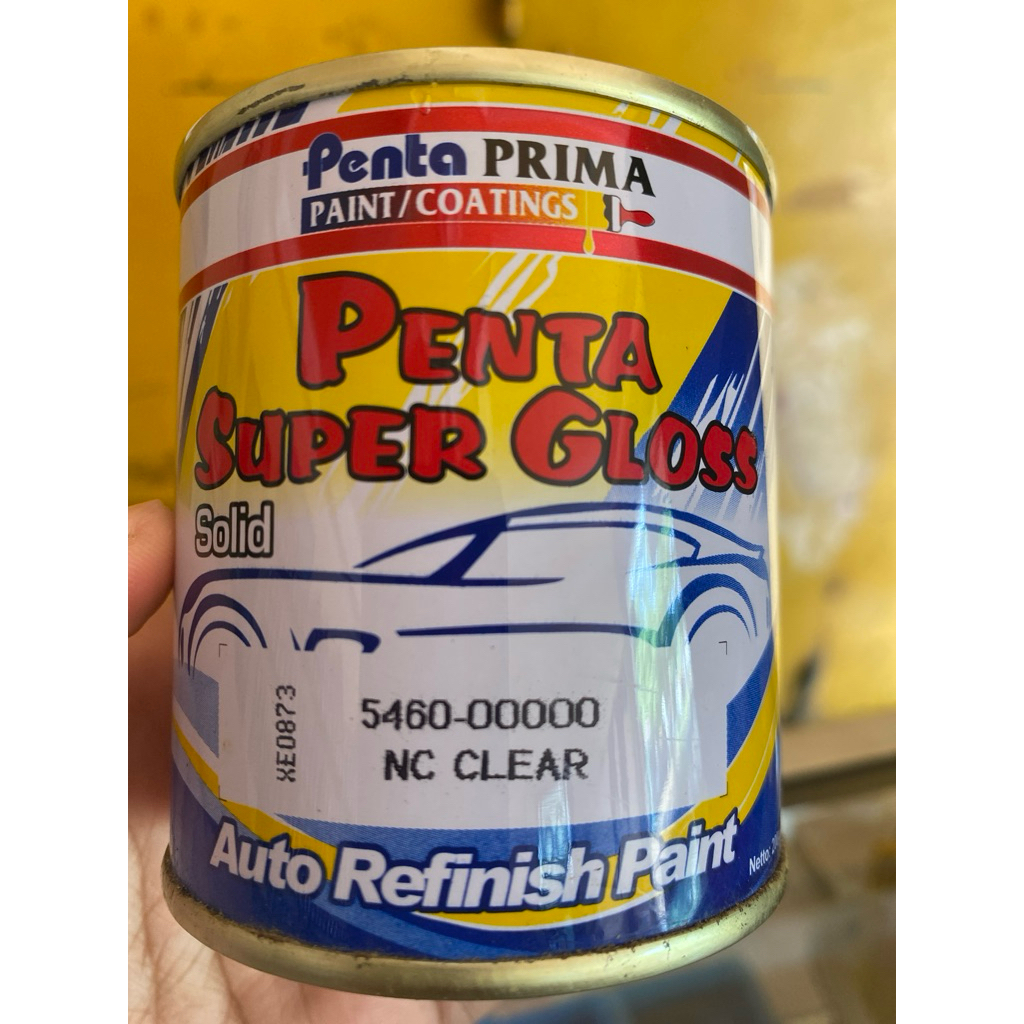 Penta PRIMA
PAINT/COATINGS
PENTA
SUPER GLOSS
Solid
XE0873
5460-00000
NC CLEAR
Auto Refinish Paint
Netto: